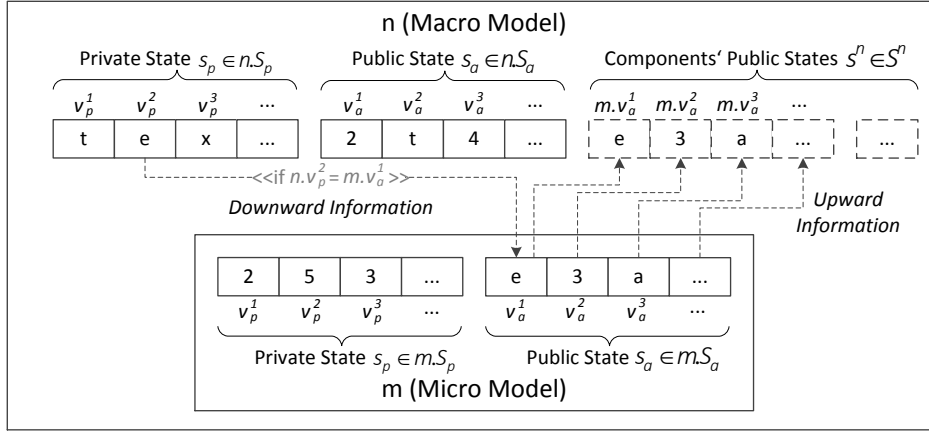 n (Macro Model)
Private State s_p ∈ n.S_p Public State s_a ∈ n.S_a Components‘ Public States s^n ∈ S^n
v_p^1 v_p^2 v_p^3 ... v_a^1 v_a^2 v_a^3 ... m.v_a^1 m.v_a^2 m.v_a^3 ...
t e x ... 2 t 4 ... e 3 a ... ...
<<if n.v_p^2 = m.v_a^1 >>
Downward Information Upward
Information
2 5 3 ... e 3 a ...
v_p^1 v_p^2 v_p^3 ... v_a^1 v_a^2 v_a^3 ...
Private State s_p ∈ m.S_p Public State s_a ∈ m.S_a
m (Micro Model)